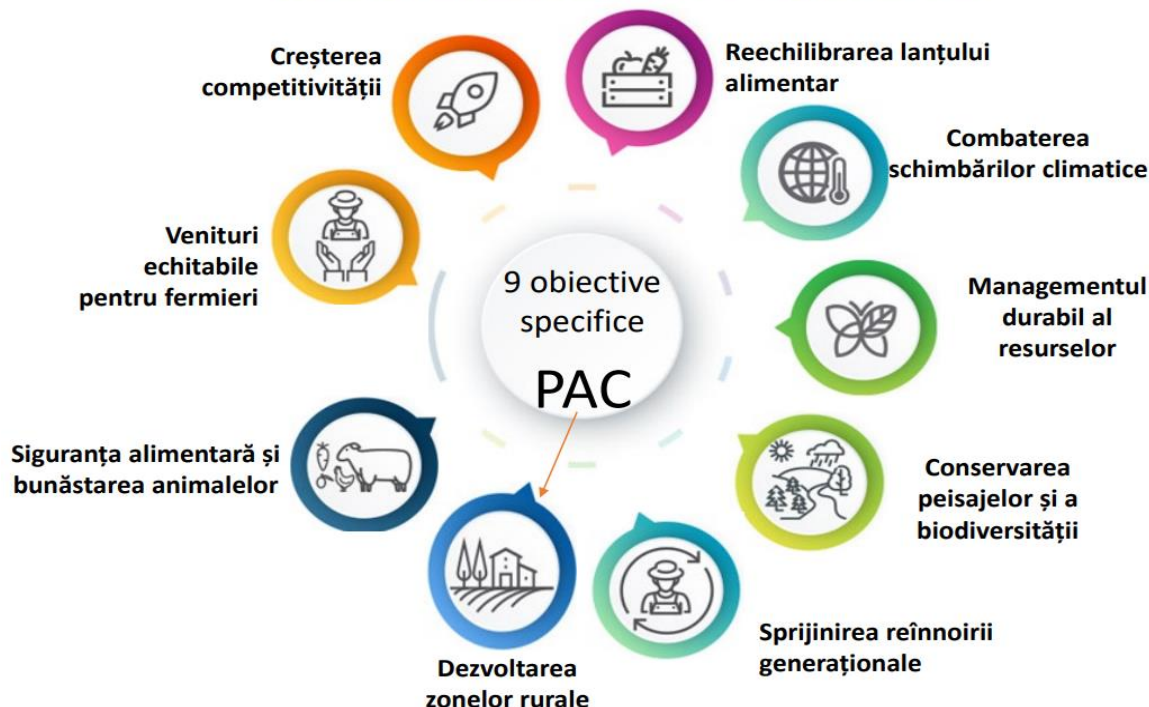 Creșterea
competitivității
Reechilibrarea lanțului
alimentar
Combaterea
schimbărilor climatice
Venituri
echitabile
pentru fermieri
9 obiective
specifice
PAC
Managementul
durabil al
resurselor
Siguranța alimentară și
bunăstarea animalelor
Conservarea
peisajelor și a
biodiversității
Dezvoltarea
zonelor rurale
Sprijinirea reînnoirii
generaționale